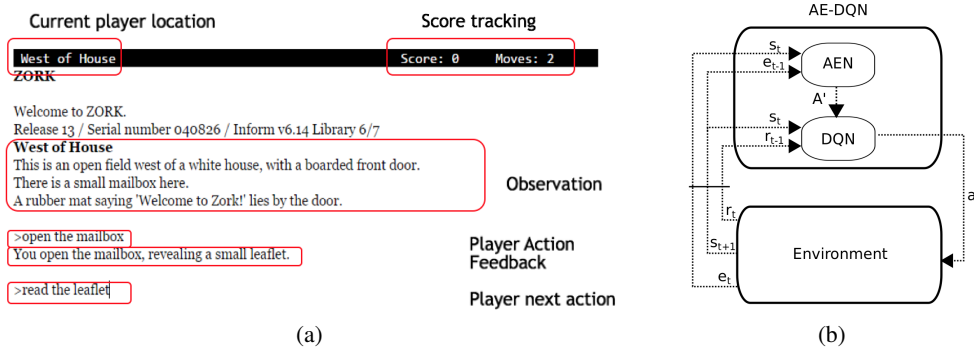 Current player location
Score tracking
West of House Score: 0 Moves: 2
ZORK
Welcome to ZORK.
Release 13 / Serial number 040826 / Inform v6.14 Library 6/7
West of House
This is an open field west of a white house, with a boarded front door.
There is a small mailbox here.
A rubber mat saying 'Welcome to Zork!' lies by the door.
Observation
>open the mailbox
You open the mailbox, revealing a small leaflet.
Player Action
Feedback
>read the leaflet
Player next action
(a)
AE-DQN
s_t
e_{t-1}
AEN
A'
s_t
r_{t-1}
DQN
a
r_t
s_{t+1}
e_t
Environment
(b)